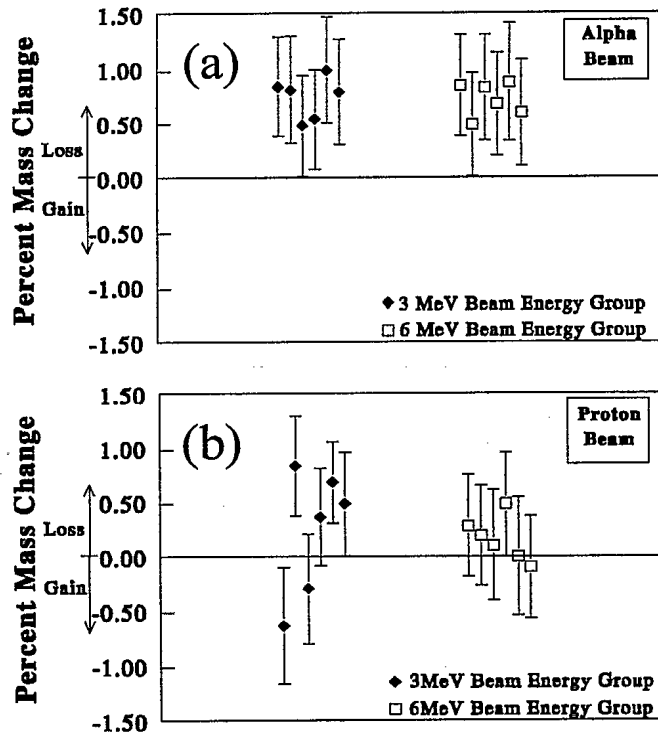 1.50
1.00
0.50
0.00
-0.50
-1.00
-1.50
Percent Mass Change
Loss
Gain
(a)
Alpha
Beam
3 MeV Beam Energy Group
6 MeV Beam Energy Group
1.50
1.00
0.50
0.00
-0.50
-1.00
-1.50
Percent Mass Change
Loss
Gain
(b)
Proton
Beam
3MeV Beam Energy Group
6MeV Beam Energy Group